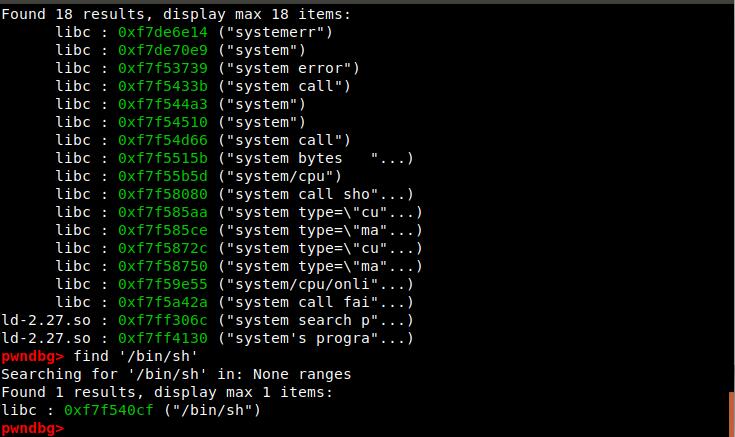 Found 18 results, display max 18 items:
libc : 0xf7de6e14 ("systemerr")
libc : 0xf7de70e9 ("system")
libc : 0xf7f53739 ("system error")
libc : 0xf7f5433b ("system call")
libc : 0xf7f544a3 ("system")
libc : 0xf7f54510 ("system")
libc : 0xf7f54d66 ("system call")
libc : 0xf7f5515b ("system bytes   "...)
libc : 0xf7f55b5d ("system/cpu")
libc : 0xf7f58080 ("system call sho"...)
libc : 0xf7f585aa ("system type=\"cu"...)
libc : 0xf7f585ce ("system type=\"ma"...)
libc : 0xf7f5872c ("system type=\"cu"...)
libc : 0xf7f58750 ("system type=\"ma"...)
libc : 0xf7f59e55 ("system/cpu/onli"...)
libc : 0xf7f5a42a ("system call fai"...)
ld-2.27.so : 0xf7ff306c ("system search p"...)
ld-2.27.so : 0xf7ff4130 ("system's progra"...)
pwndbg> find '/bin/sh'
Searching for '/bin/sh' in: None ranges
Found 1 results, display max 1 items:
libc : 0xf7f540cf ("/bin/sh")
pwndbg>